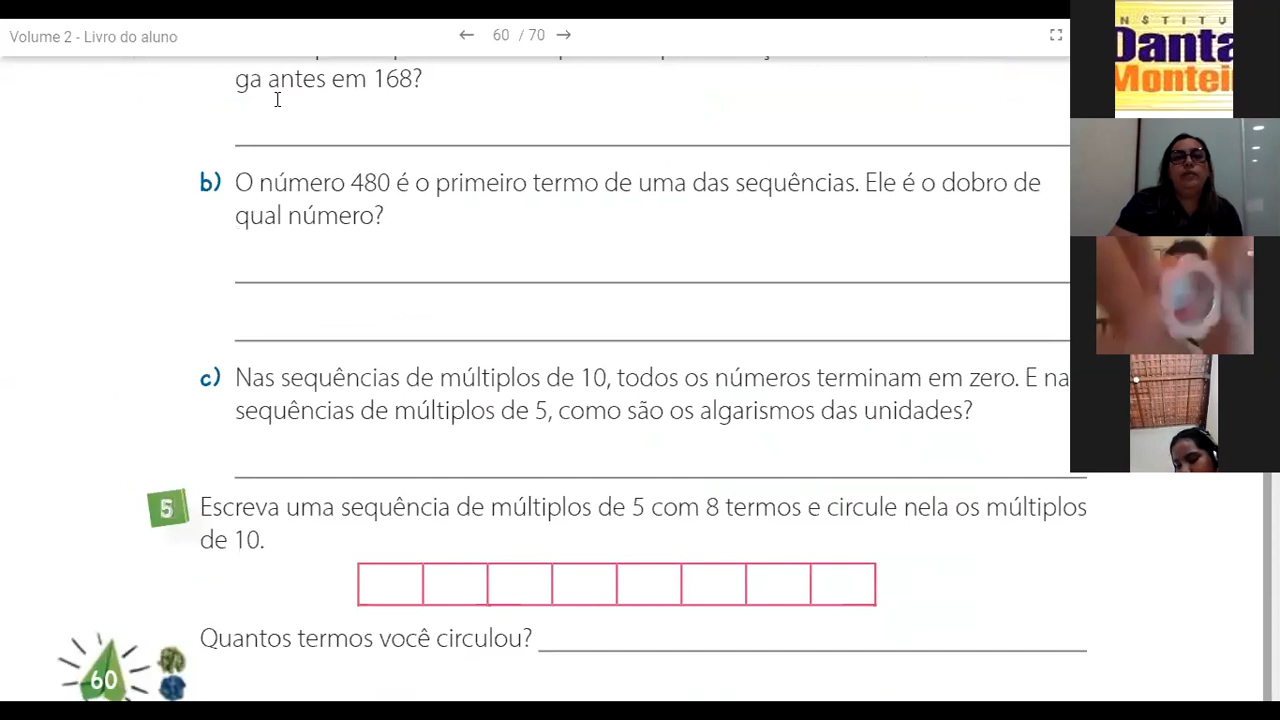 Volume 2 - Livro do aluno
60 / 70
INSTITU
Danta
Montei
ga antes em 168?
b) O número 480 é o primeiro termo de uma das sequências. Ele é o dobro de
qual número?
c) Nas sequências de múltiplos de 10, todos os números terminam em zero. E na
sequências de múltiplos de 5, como são os algarismos das unidades?
5 Escreva uma sequência de múltiplos de 5 com 8 termos e circule nela os múltiplos
de 10.
Quantos termos você circulou?
60